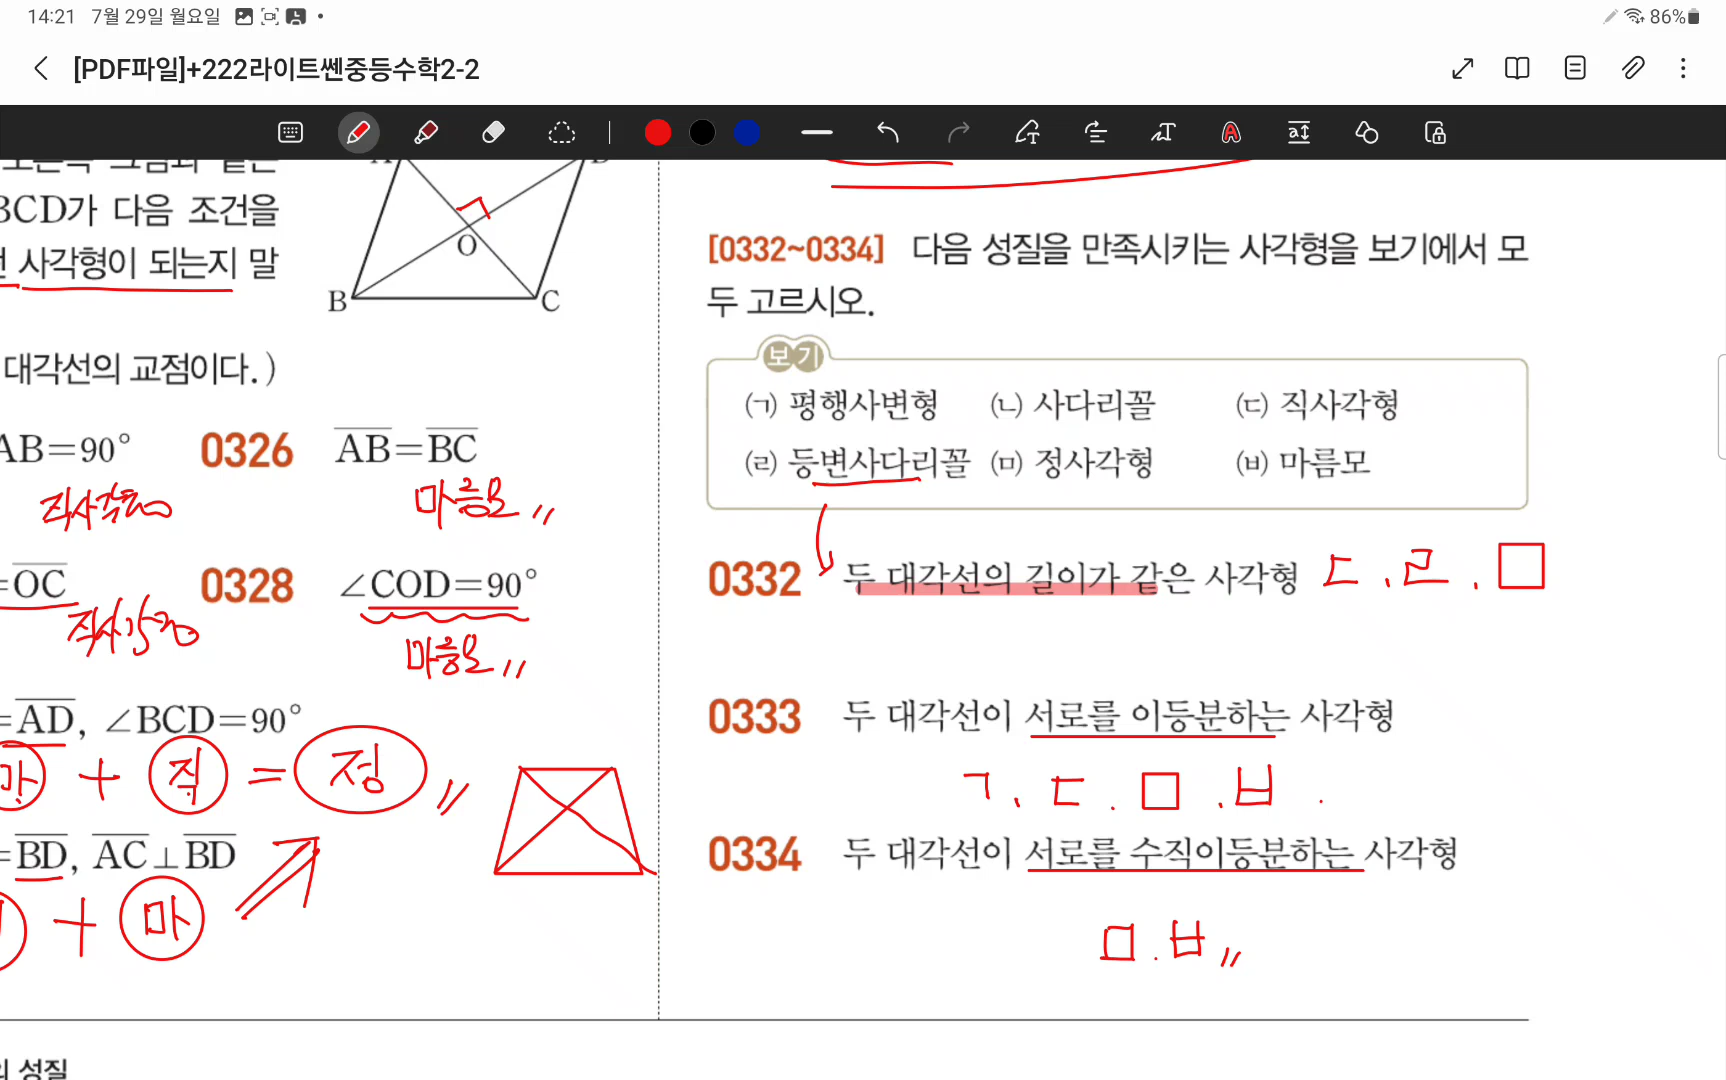 14:21 7월 29일 월요일
86%
[PDF파일]+222라이트쎈중등수학2-2
BCD가 다음 조건을
사각형이 되는지 말
O
B
C
대각선의 교점이다.)
AB=90°
0326 AB=BC
직사각형
마름모 〃
=OC
0328 ∠COD=90°
직사각형
마름모 〃
=AD, ∠BCD=90°
마 + 직 = 정 〃
=BD, AC⊥BD
+ 마
의 성질
[0332~0334] 다음 성질을 만족시키는 사각형을 보기에서 모
두 고르시오.
보기
(ㄱ) 평행사변형 (ㄴ) 사다리꼴 (ㄷ) 직사각형
(ㄹ) 등변사다리꼴 (ㅁ) 정사각형 (ㅂ) 마름모
0332 두 대각선의 길이가 같은 사각형 ㄷ. ㄹ. ㅁ
0333 두 대각선이 서로를 이등분하는 사각형
ㄱ. ㄷ. ㅁ. ㅂ.
0334 두 대각선이 서로를 수직이등분하는 사각형
ㅁ. ㅂ 〃